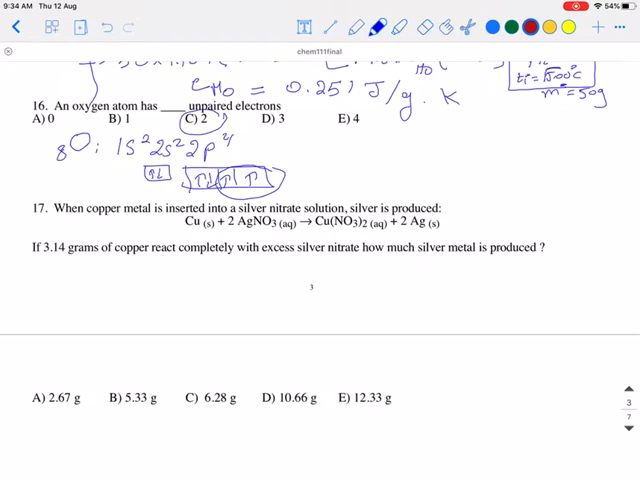 9:34 AM Thu 12 Aug
54%
chem111final
= 0.251 J/g . K
m = 50g
16. An oxygen atom has ____ unpaired electrons
A) 0 B) 1 C) 2 D) 3 E) 4
8O: 1s² 2s² 2p⁴
↑↓ ↑↓ ↑ ↑
17. When copper metal is inserted into a silver nitrate solution, silver is produced:
Cu (s) + 2 AgNO3 (aq) → Cu(NO3)2 (aq) + 2 Ag (s)
If 3.14 grams of copper react completely with excess silver nitrate how much silver metal is produced ?
3
A) 2.67 g B) 5.33 g C) 6.28 g D) 10.66 g E) 12.33 g
3
7